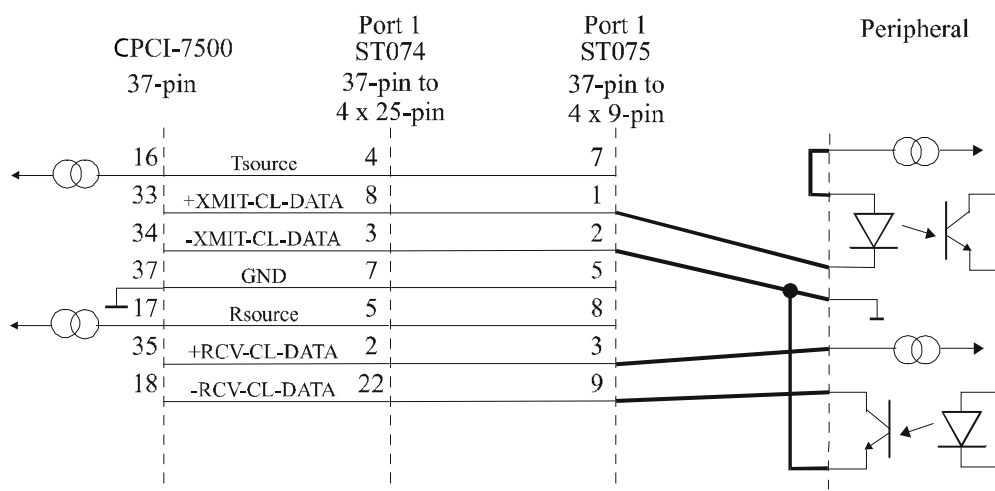 CPCI-7500
37-pin
Port 1
ST074
37-pin to
4 x 25-pin
Port 1
ST075
37-pin to
4 x 9-pin
Peripheral
16 Tsource 4 7
33 +XMIT-CL-DATA 8 1
34 -XMIT-CL-DATA 3 2
37 GND 7 5
17 Rsource 5 8
35 +RCV-CL-DATA 2 3
18 -RCV-CL-DATA 22 9